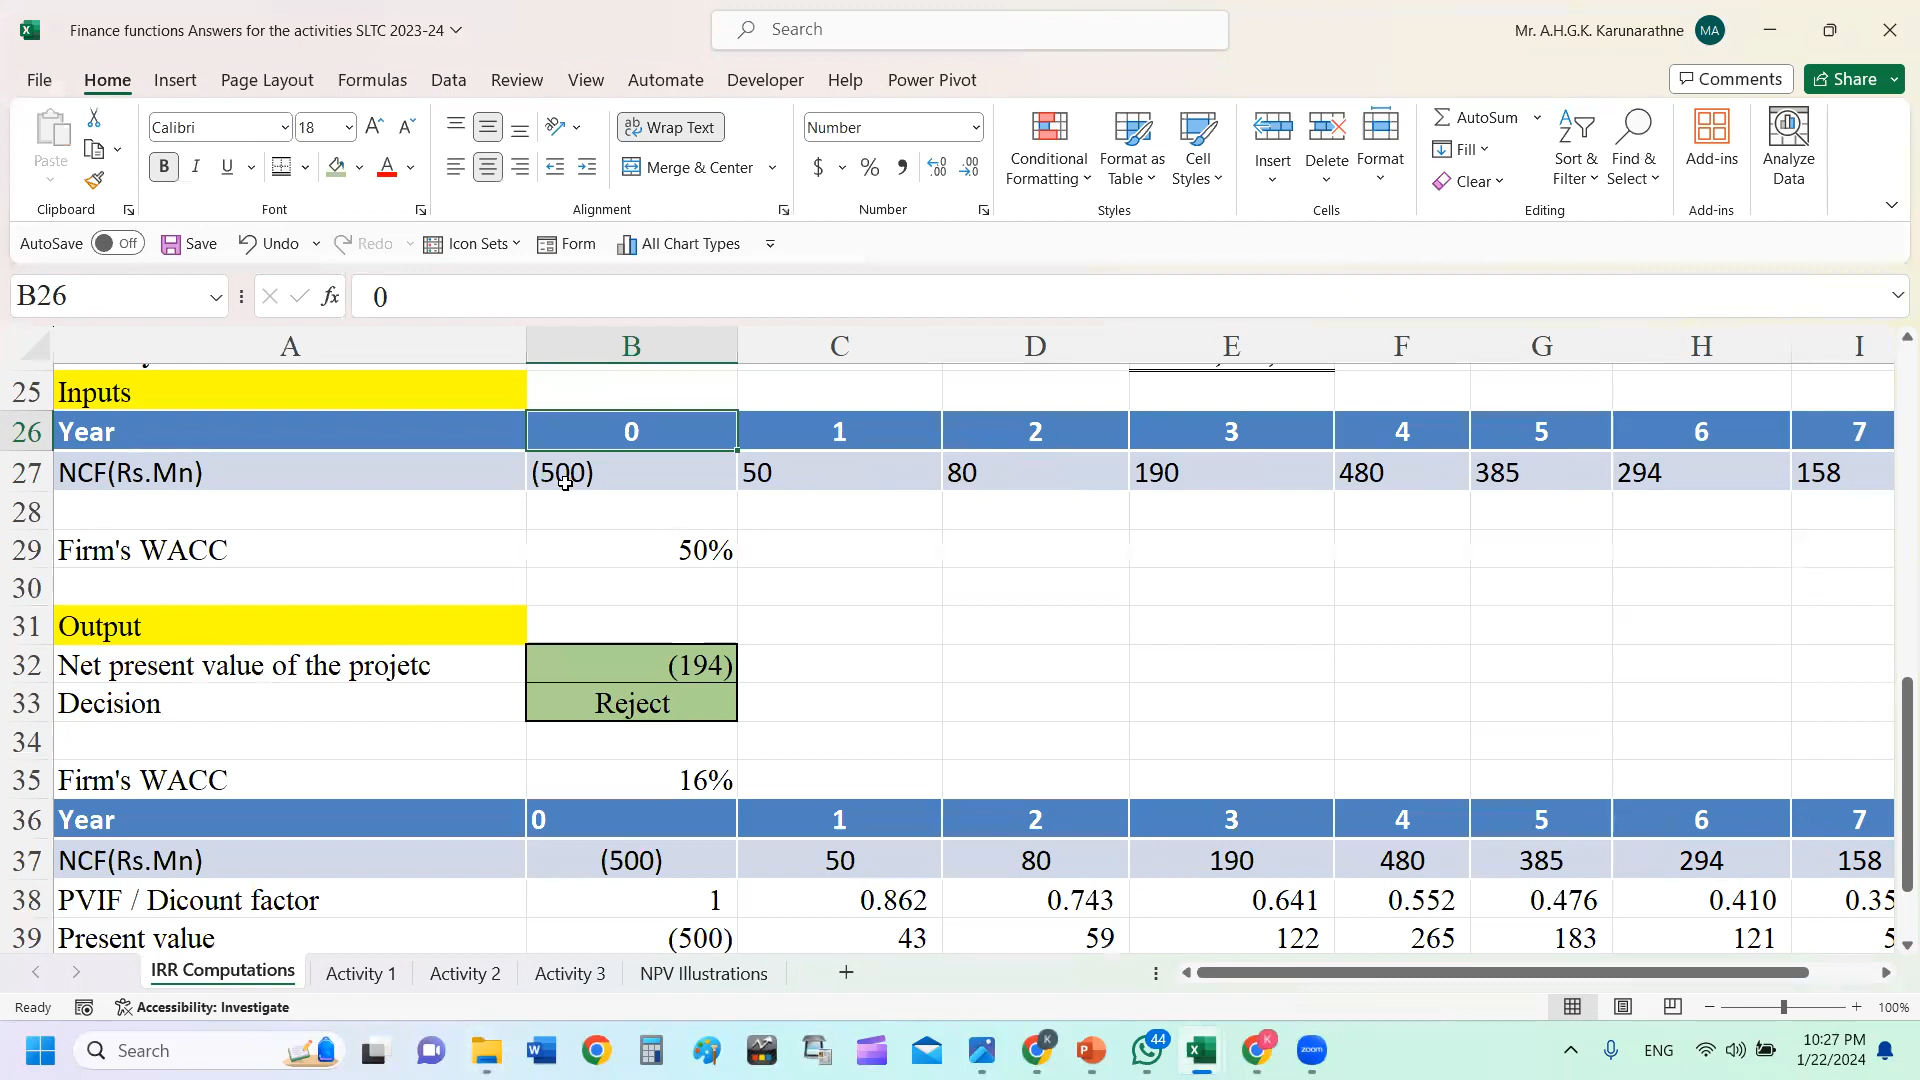 Finance functions Answers for the activities SLTC 2023-24
Search
Mr. A.H.G.K. Karunarathne MA
File Home Insert Page Layout Formulas Data Review View Automate Developer Help Power Pivot
Comments Share
Paste
Clipboard
Calibri 18
B I U
Font
Wrap Text
Merge & Center
Alignment
Number
$ %
Number
Conditional Formatting
Format as Table
Cell Styles
Styles
Insert
Delete
Format
Cells
AutoSum
Fill
Clear
Sort & Filter
Find & Select
Editing
Add-ins
Add-ins
Analyze Data
AutoSave Off Save Undo Redo Icon Sets Form All Chart Types
B26 fx 0
A B C D E F G H I
25 Inputs
26 Year 0 1 2 3 4 5 6 7
27 NCF(Rs.Mn) (500) 50 80 190 480 385 294 158
28
29 Firm's WACC 50%
30
31 Output
32 Net present value of the projetc (194)
33 Decision Reject
34
35 Firm's WACC 16%
36 Year 0 1 2 3 4 5 6 7
37 NCF(Rs.Mn) (500) 50 80 190 480 385 294 158
38 PVIF / Dicount factor 1 0.862 0.743 0.641 0.552 0.476 0.410 0.35
39 Present value (500) 43 59 122 265 183 121 5
IRR Computations Activity 1 Activity 2 Activity 3 NPV Illustrations
Ready Accessibility: Investigate 100%
Search
44
zoom
ENG
10:27 PM
1/22/2024